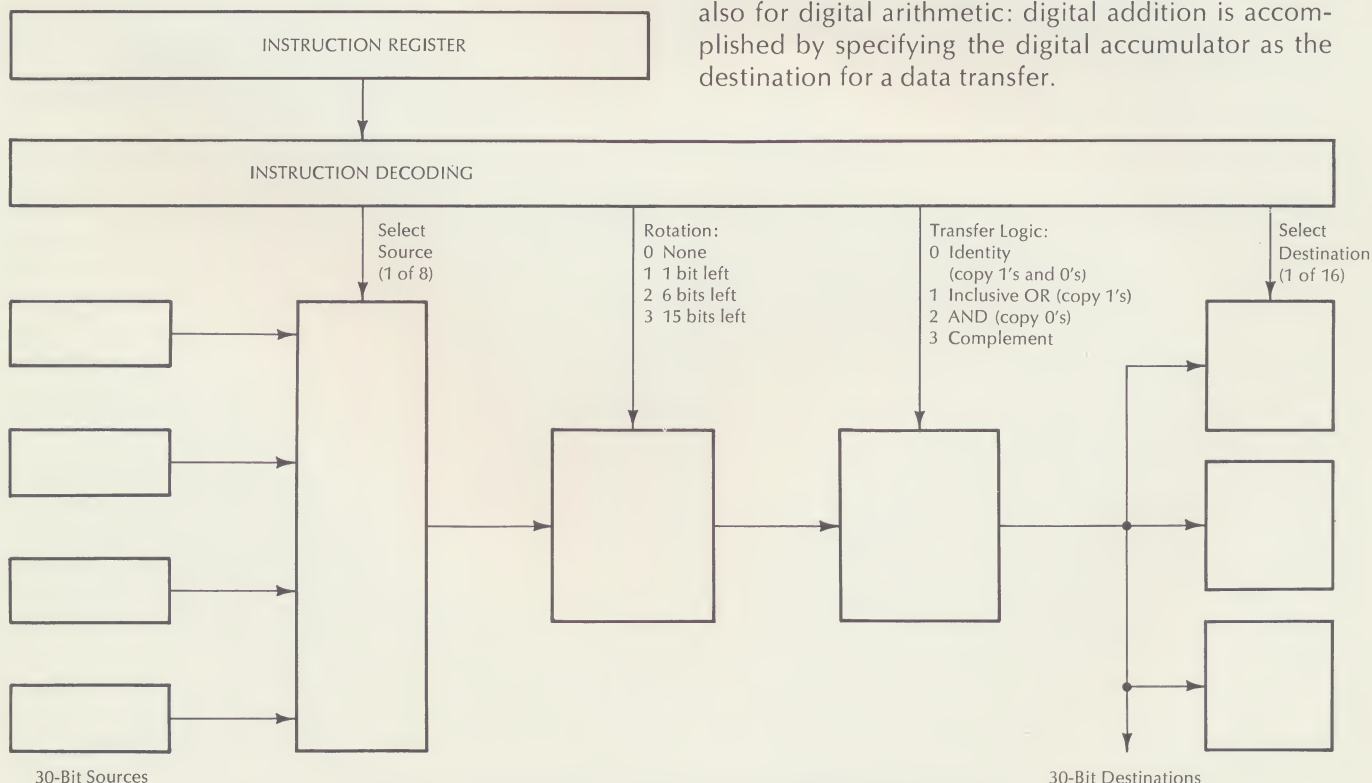 also for digital arithmetic: digital addition is accom-
plished by specifying the digital accumulator as the
destination for a data transfer.
INSTRUCTION REGISTER
INSTRUCTION DECODING
Select
Source
(1 of 8)
Rotation:
0 None
1 1 bit left
2 6 bits left
3 15 bits left
Transfer Logic:
0 Identity
(copy 1's and 0's)
1 Inclusive OR (copy 1's)
2 AND (copy 0's)
3 Complement
Select
Destination
(1 of 16)
30-Bit Sources
30-Bit Destinations